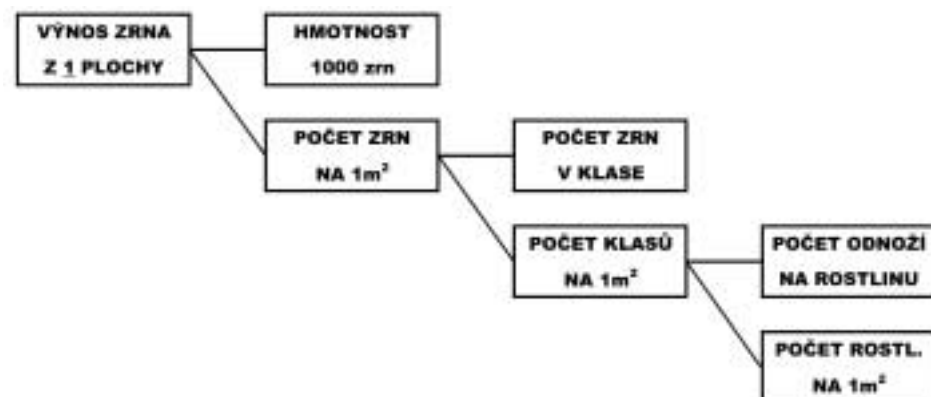 VÝNOS ZRNA
Z 1 PLOCHY
HMOTNOST
1000 zrn
POČET ZRN
NA 1m²
POČET ZRN
V KLASE
POČET KLASŮ
NA 1m²
POČET ODNOŽÍ
NA ROSTLINU
POČET ROSTL.
NA 1m²